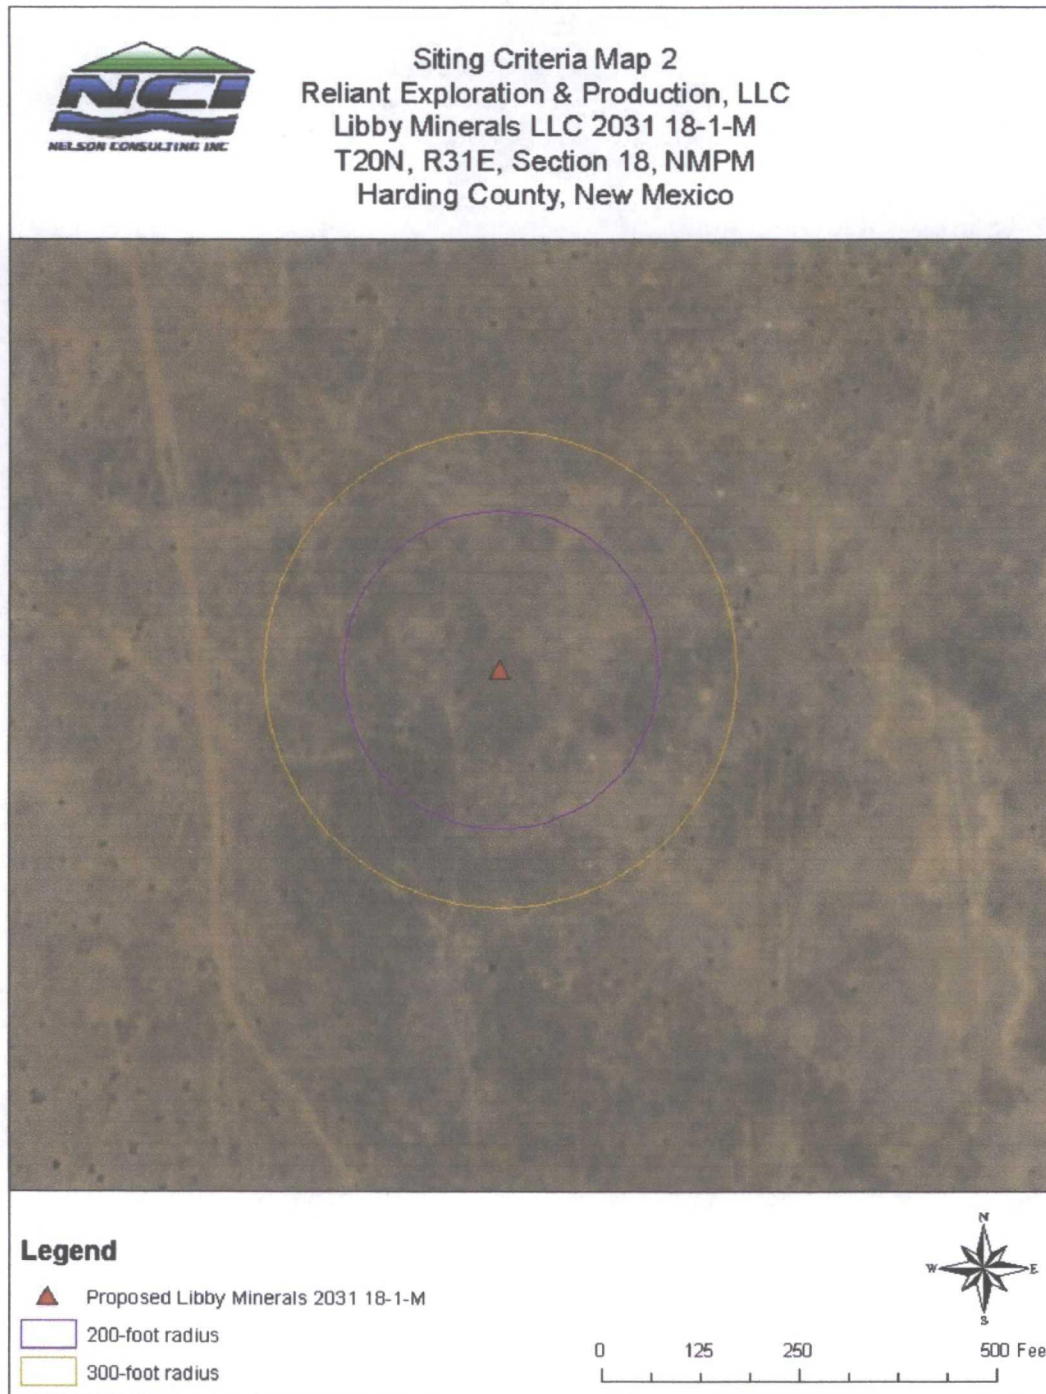 NCI
NELSON CONSULTING INC
Siting Criteria Map 2
Reliant Exploration & Production, LLC
Libby Minerals LLC 2031 18-1-M
T20N, R31E, Section 18, NMPM
Harding County, New Mexico
Legend
Proposed Libby Minerals 2031 18-1-M
200-foot radius
300-foot radius
N
W E
S
0 125 250 500 Fee